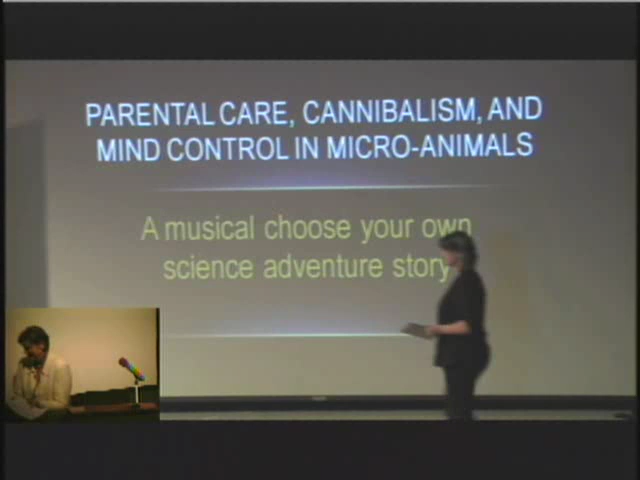 PARENTAL CARE, CANNIBALISM, AND
MIND CONTROL IN MICRO-ANIMALS
A musical choose your own
science adventure story